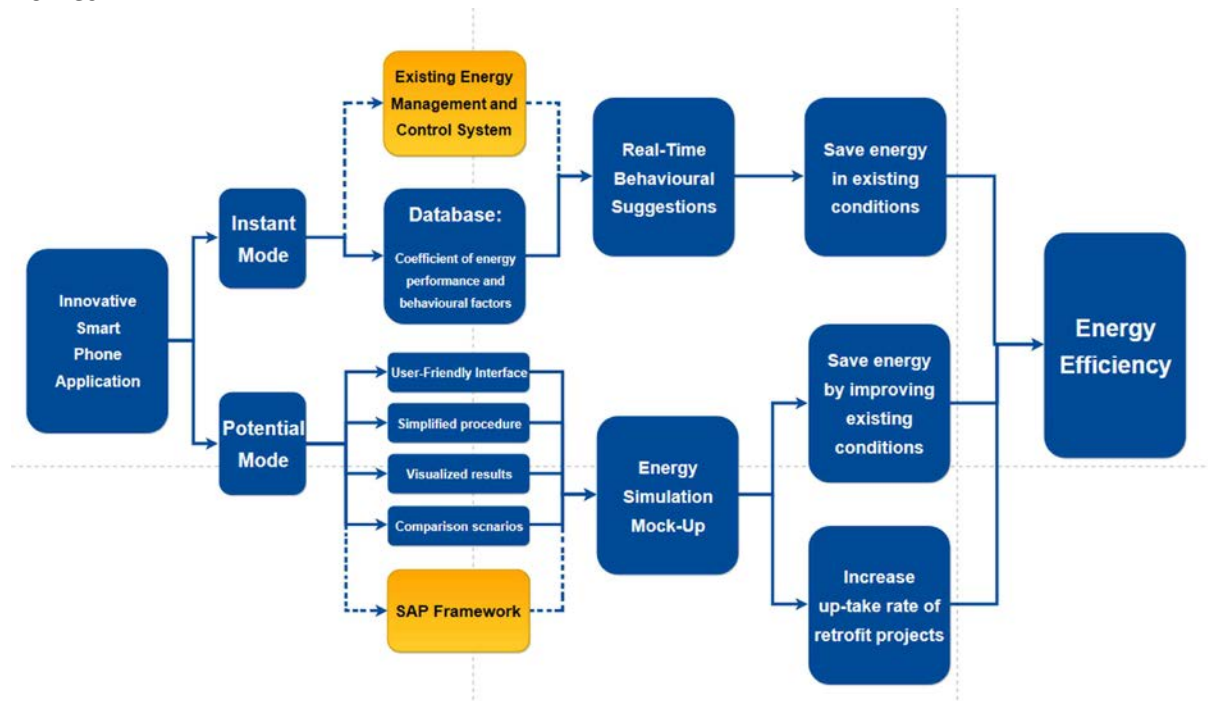 Existing Energy
Management and
Control System
Real-Time
Behavioural
Suggestions
Save energy
in existing
conditions
Instant
Mode
Database:
Coefficient of energy
performance and
behavioural factors
Innovative
Smart
Phone
Application
Energy
Efficiency
User-Friendly Interface
Simplified procedure
Visualized results
Comparison scnarios
Potential
Mode
Save energy
by improving
existing
conditions
Energy
Simulation
Mock-Up
SAP Framework
Increase
up-take rate of
retrofit projects